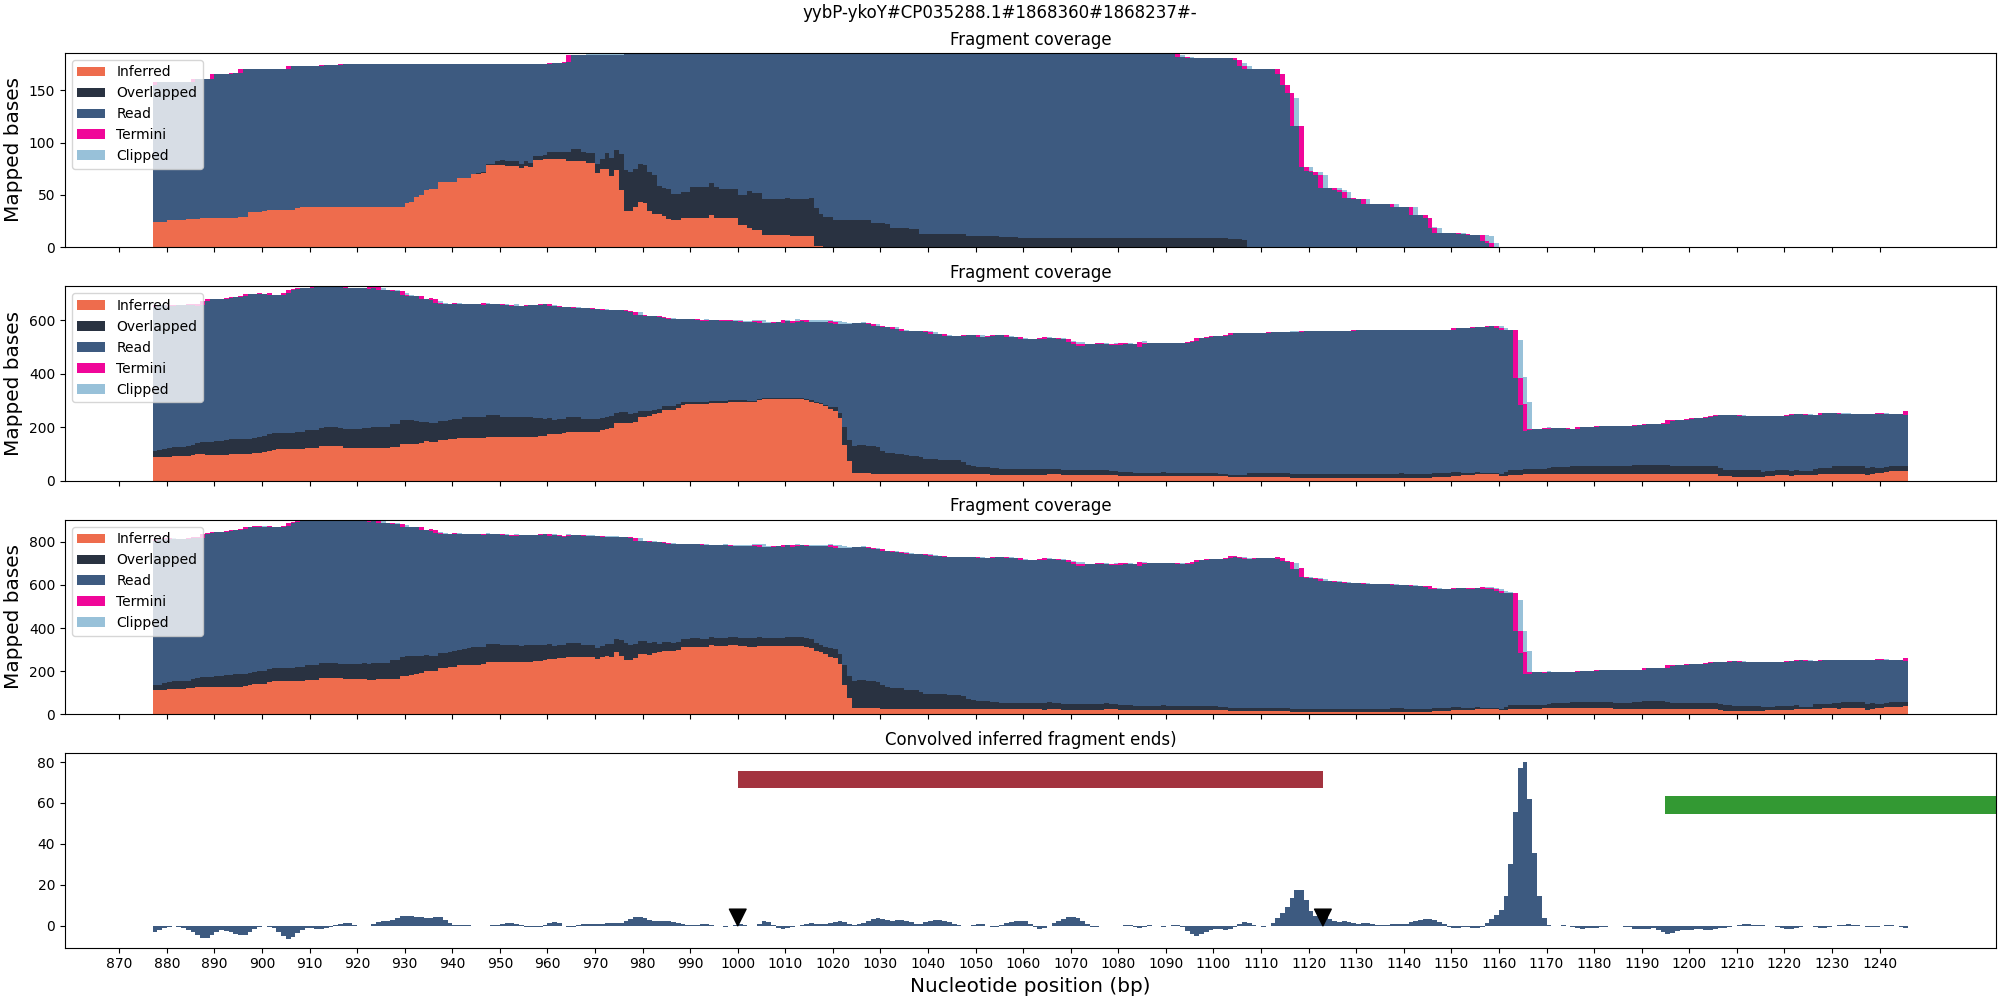 yybP-ykoY#CP035288.1#1868360#1868237#-
Fragment coverage
Mapped bases
150
100
50
0
Inferred
Overlapped
Read
Termini
Clipped
Fragment coverage
Mapped bases
600
400
200
0
Inferred
Overlapped
Read
Termini
Clipped
Fragment coverage
Mapped bases
800
600
400
200
0
Inferred
Overlapped
Read
Termini
Clipped
Convolved inferred fragment ends)
80
60
40
20
0
870 880 890 900 910 920 930 940 950 960 970 980 990 1000 1010 1020 1030 1040 1050 1060 1070 1080 1090 1100 1110 1120 1130 1140 1150 1160 1170 1180 1190 1200 1210 1220 1230 1240
Nucleotide position (bp)